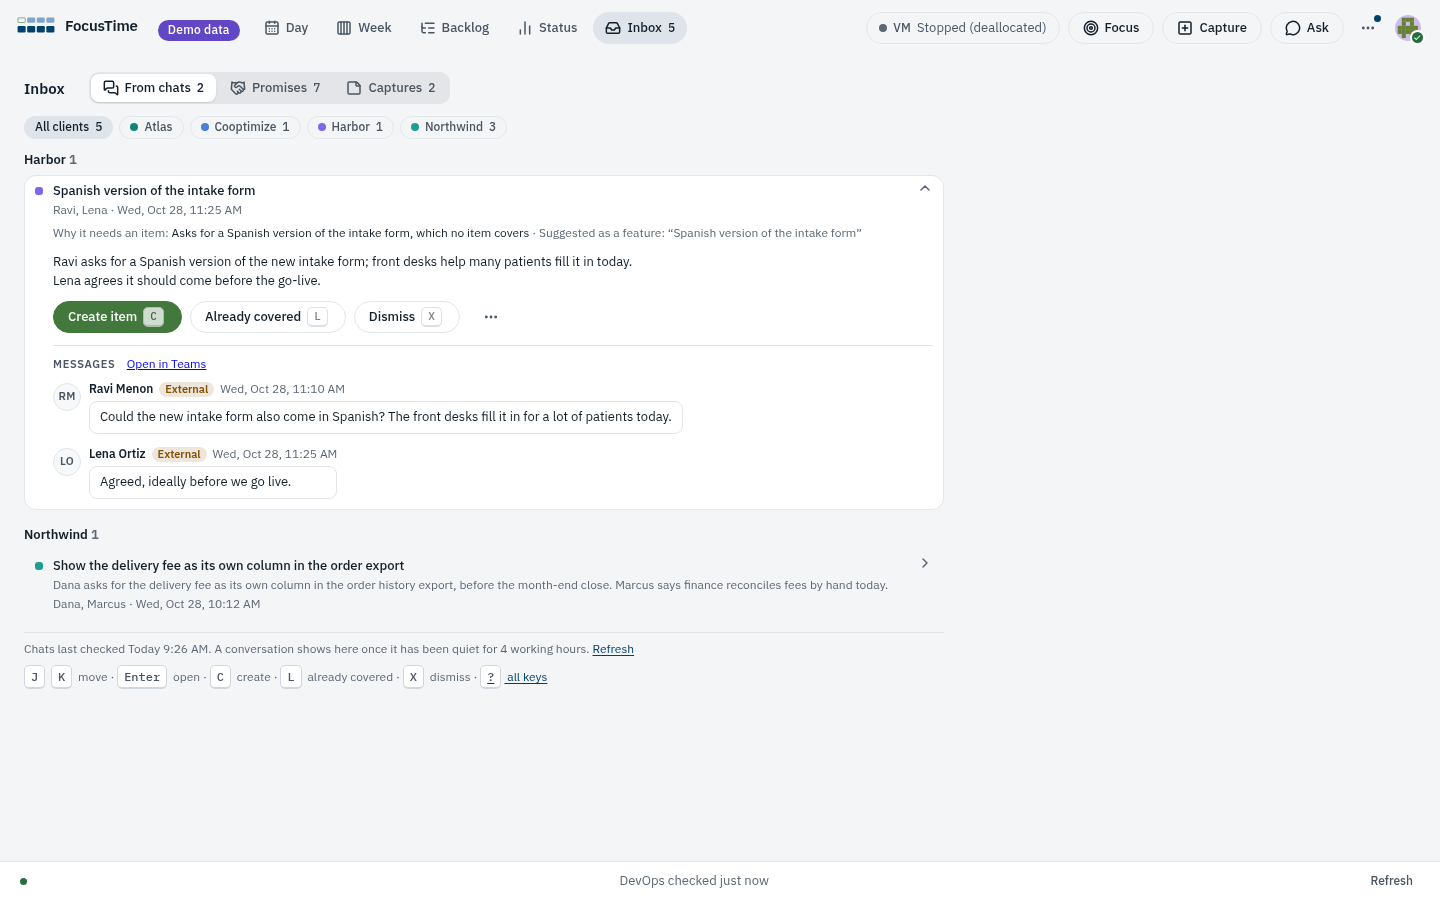 FocusTime Demo data Day Week Backlog Status Inbox 5 VM Stopped (deallocated) Focus Capture Ask
Inbox From chats 2 Promises 7 Captures 2
All clients 5 Atlas Cooptimize 1 Harbor 1 Northwind 3
Harbor 1
Spanish version of the intake form
Ravi, Lena · Wed, Oct 28, 11:25 AM
Why it needs an item: Asks for a Spanish version of the intake form, which no item covers · Suggested as a feature: “Spanish version of the intake form”
Ravi asks for a Spanish version of the new intake form; front desks help many patients fill it in today.
Lena agrees it should come before the go-live.
Create item C Already covered L Dismiss X
MESSAGES Open in Teams
RM Ravi Menon External Wed, Oct 28, 11:10 AM
Could the new intake form also come in Spanish? The front desks fill it in for a lot of patients today.
LO Lena Ortiz External Wed, Oct 28, 11:25 AM
Agreed, ideally before we go live.
Northwind 1
Show the delivery fee as its own column in the order export
Dana asks for the delivery fee as its own column in the order history export, before the month-end close. Marcus says finance reconciles fees by hand today.
Dana, Marcus · Wed, Oct 28, 10:12 AM
Chats last checked Today 9:26 AM. A conversation shows here once it has been quiet for 4 working hours. Refresh
J K move · Enter open · C create · L already covered · X dismiss · ? all keys
DevOps checked just now Refresh